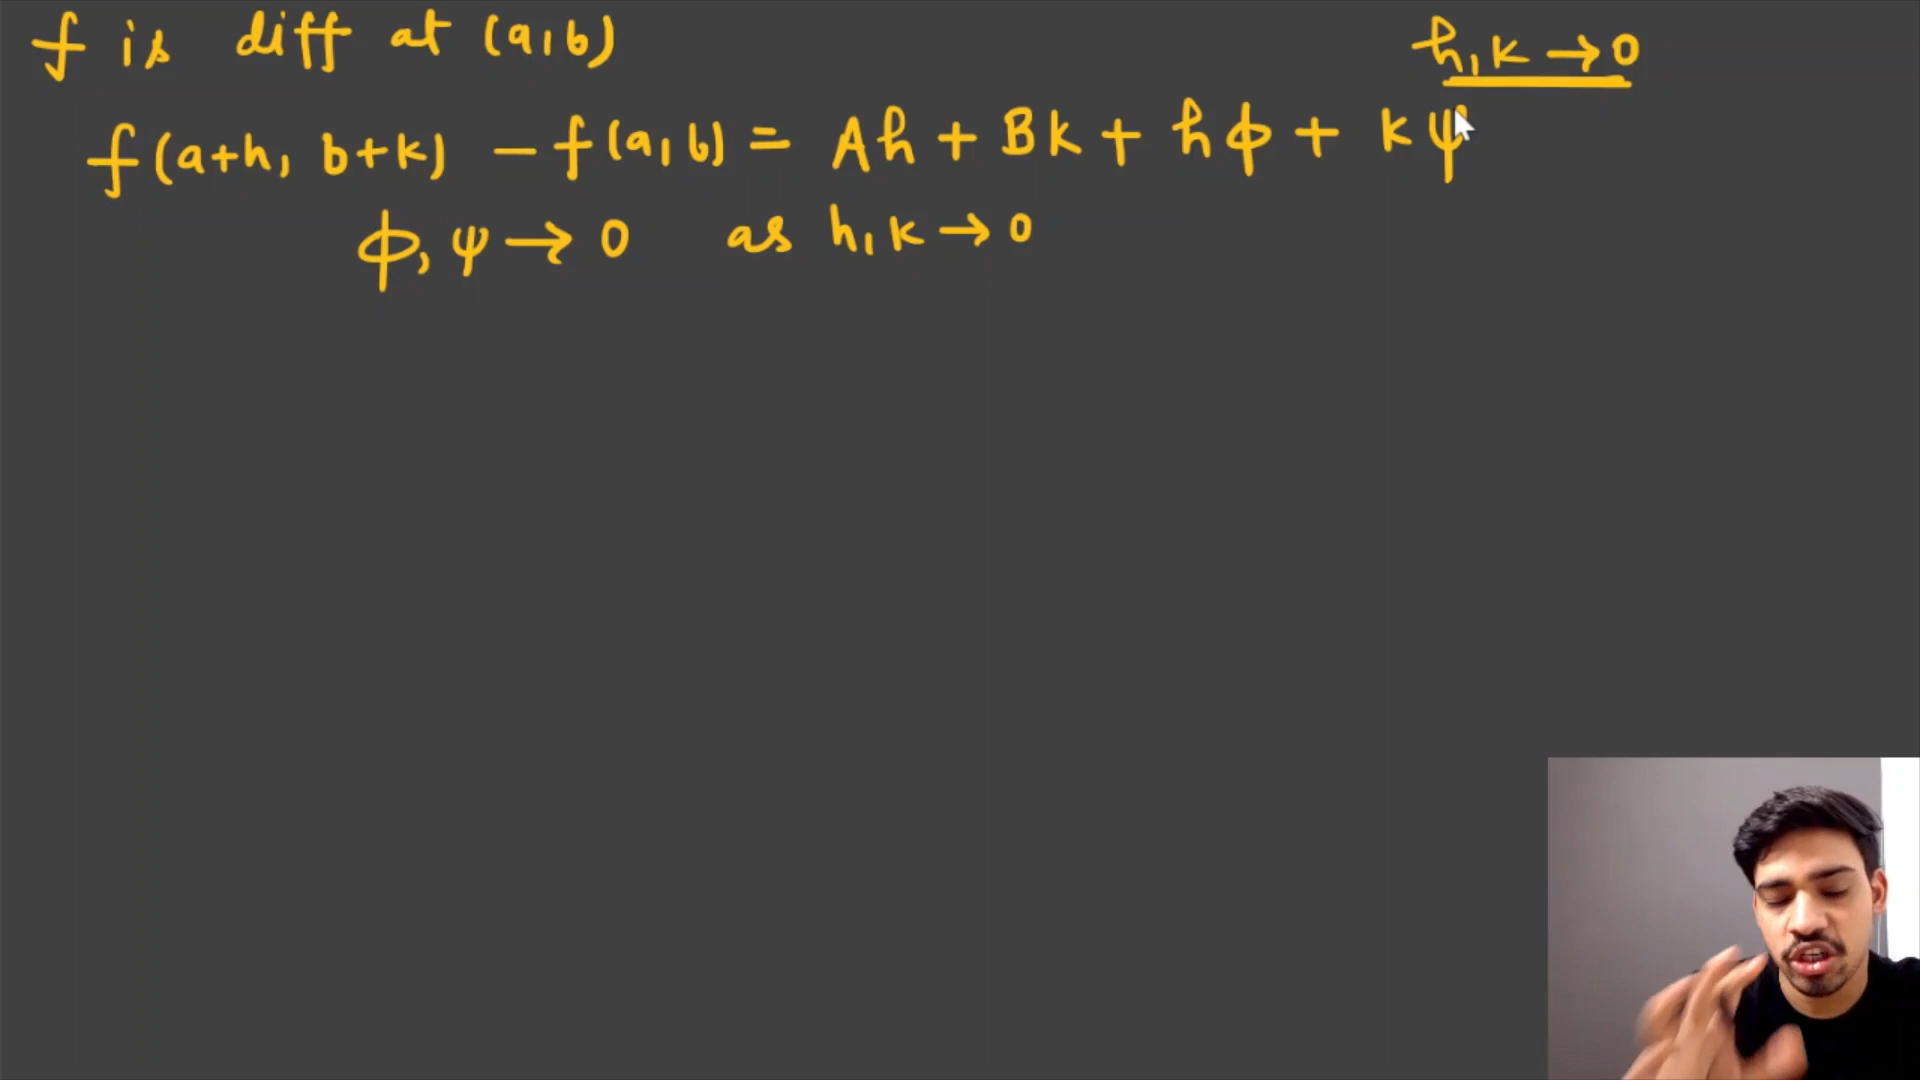 f is diff at (a,b)
h,k → 0
f(a+h, b+k) - f(a,b) = Ah + Bk + hϕ + kψ
ϕ, ψ → 0 as h,k → 0